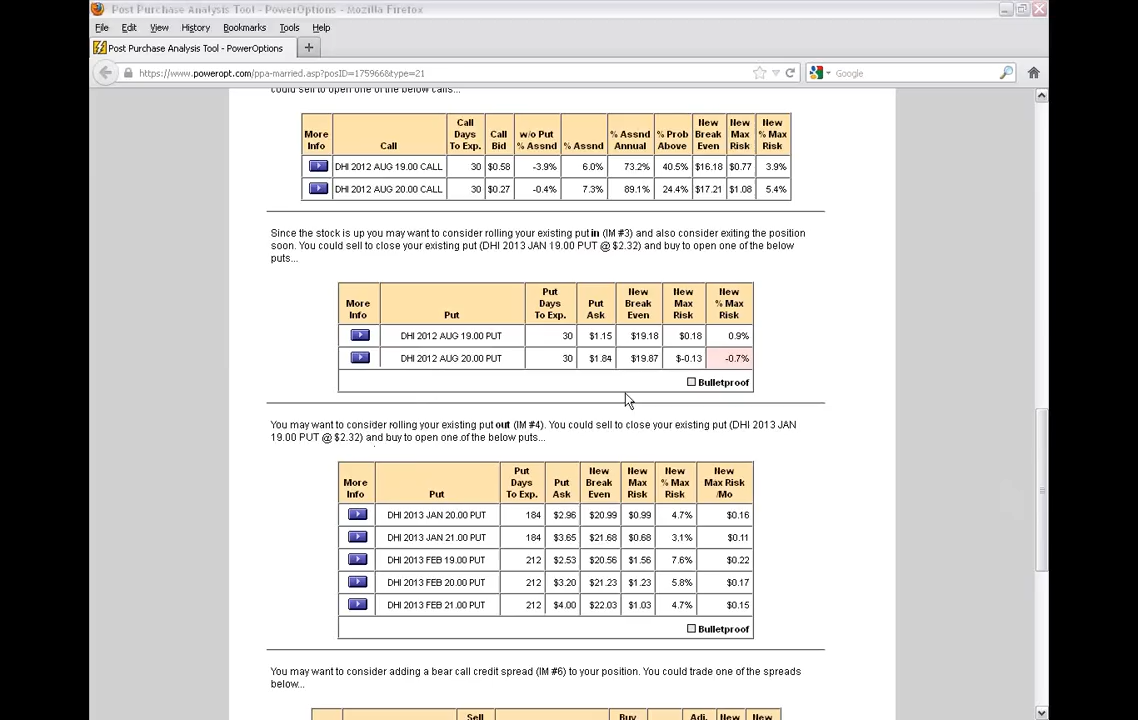 Post Purchase Analysis Tool - PowerOptions - Mozilla Firefox
File Edit View History Bookmarks Tools Help
Post Purchase Analysis Tool - PowerOptions
https://www.poweropt.com/ppa-married.asp?posID=175966&type=21 Google
could sell to open one of the below calls...
More Info Call Call Days To Exp. Call Bid w/o Put % Assnd % Assnd % Assnd Annual % Prob Above New Break Even New Max Risk New % Max Risk
DHI 2012 AUG 19.00 CALL 30 $0.58 -3.9% 6.0% 73.2% 40.5% $16.18 $0.77 3.9%
DHI 2012 AUG 20.00 CALL 30 $0.27 -0.4% 7.3% 89.1% 24.4% $17.21 $1.08 5.4%
Since the stock is up you may want to consider rolling your existing put in (IM #3) and also consider exiting the position
soon. You could sell to close your existing put (DHI 2013 JAN 19.00 PUT @ $2.32) and buy to open one of the below
puts...
More Info Put Put Days To Exp. Put Ask New Break Even New Max Risk New % Max Risk
DHI 2012 AUG 19.00 PUT 30 $1.15 $19.18 $0.18 0.9%
DHI 2012 AUG 20.00 PUT 30 $1.84 $19.87 $-0.13 -0.7%
Bulletproof
You may want to consider rolling your existing put out (IM #4). You could sell to close your existing put (DHI 2013 JAN
19.00 PUT @ $2.32) and buy to open one of the below puts...
More Info Put Put Days To Exp. Put Ask New Break Even New Max Risk New % Max Risk New Max Risk /Mo
DHI 2013 JAN 20.00 PUT 184 $2.96 $20.99 $0.99 4.7% $0.16
DHI 2013 JAN 21.00 PUT 184 $3.65 $21.68 $0.68 3.1% $0.11
DHI 2013 FEB 19.00 PUT 212 $2.53 $20.56 $1.56 7.6% $0.22
DHI 2013 FEB 20.00 PUT 212 $3.20 $21.23 $1.23 5.8% $0.17
DHI 2013 FEB 21.00 PUT 212 $4.00 $22.03 $1.03 4.7% $0.15
Bulletproof
You may want to consider adding a bear call credit spread (IM #6) to your position. You could trade one of the spreads
below...
Sell Buy Adj. New New